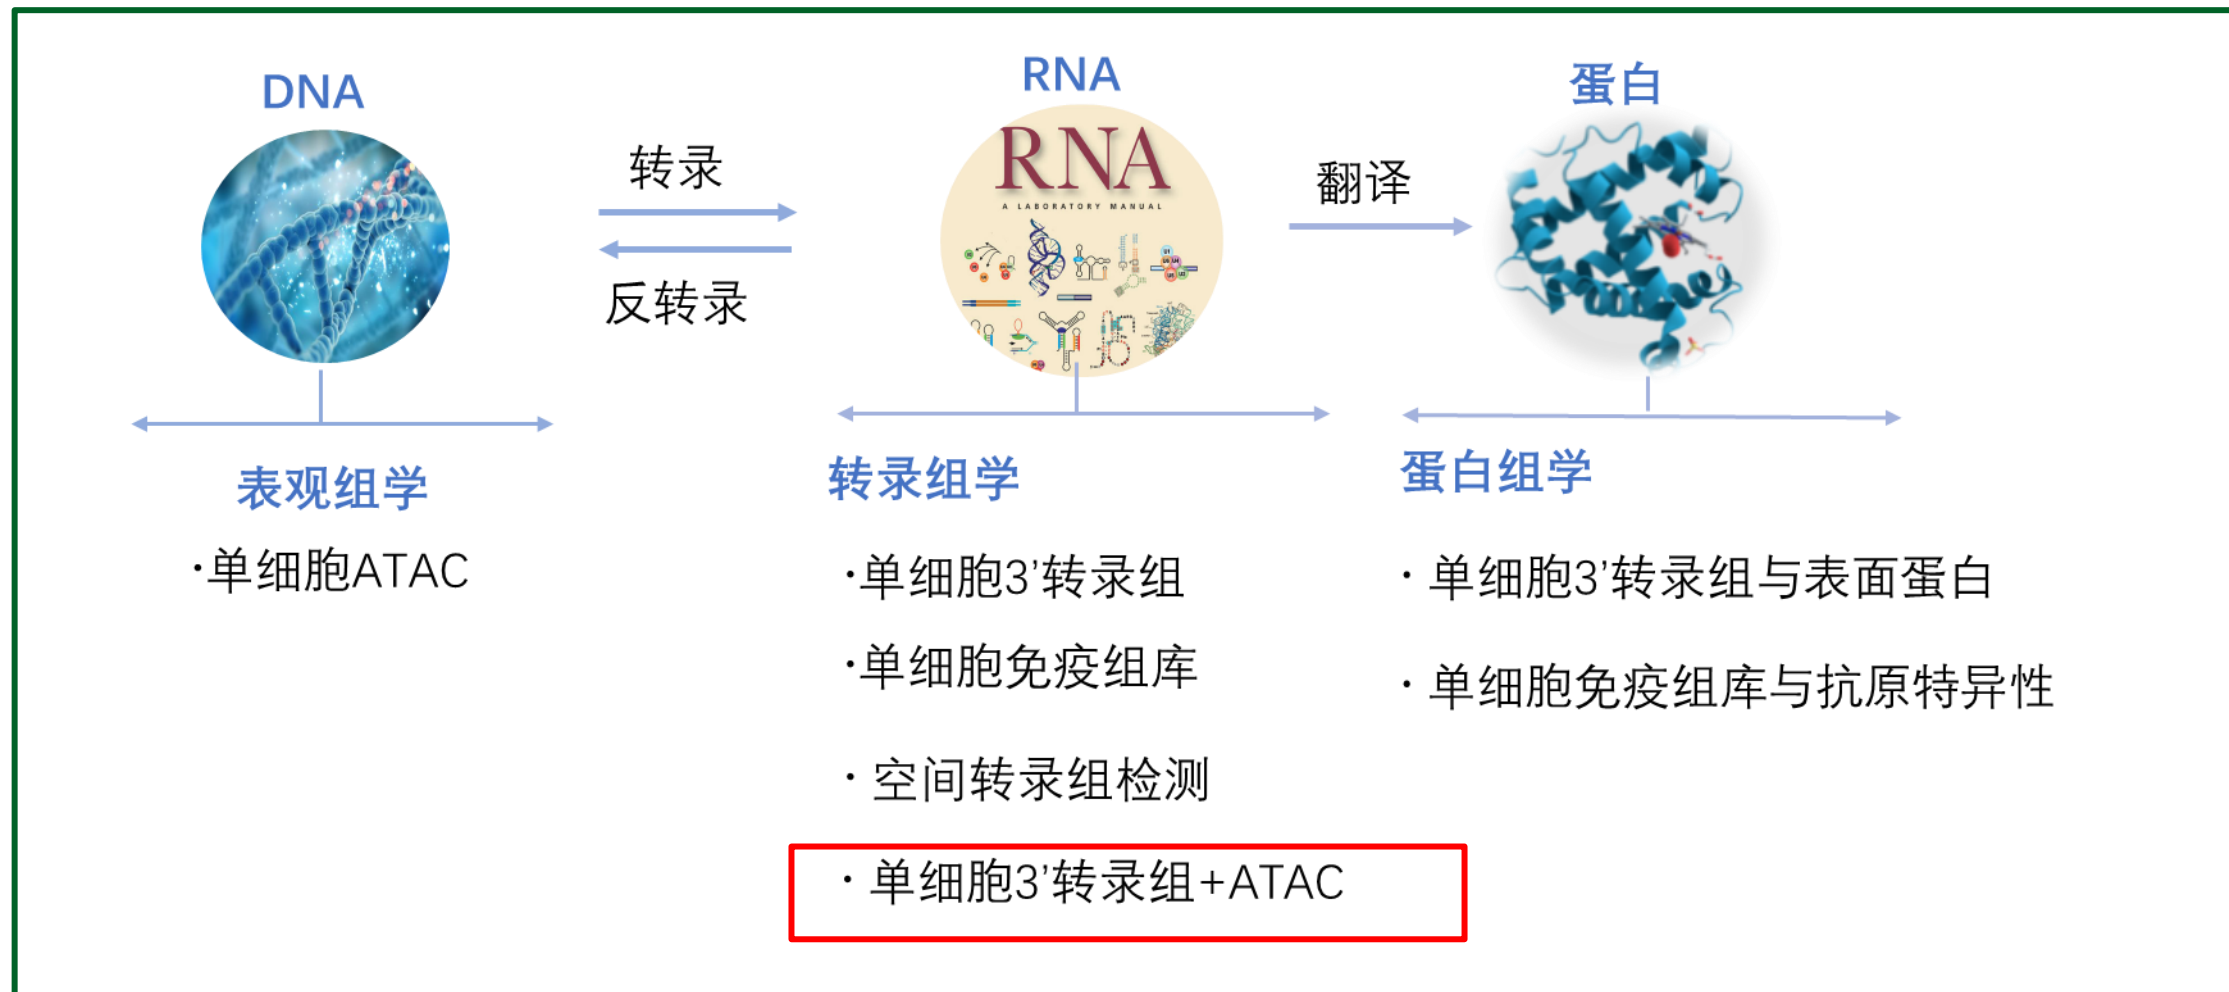 DNA
RNA
蛋白
转录
反转录
翻译
RNA
A LABORATORY MANUAL
表观组学
·单细胞ATAC
转录组学
·单细胞3’转录组
·单细胞免疫组库
· 空间转录组检测
· 单细胞3’转录组+ATAC
蛋白组学
· 单细胞3’转录组与表面蛋白
· 单细胞免疫组库与抗原特异性